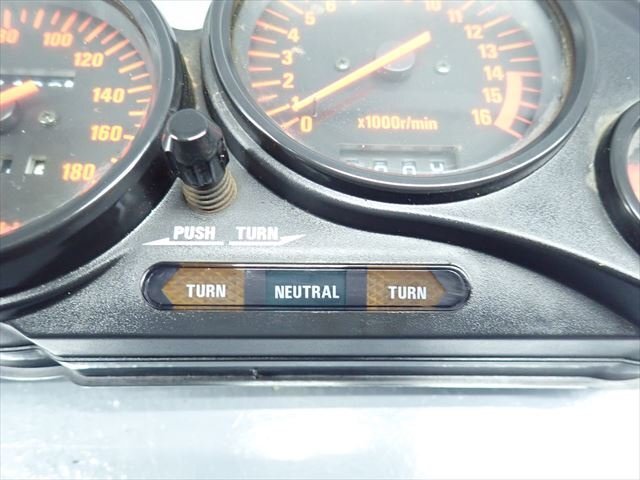 80 100 120 140 160 180
0 1 2 3 4 5 10 11 12 13 14 15 16
x1000r/min
PUSH TURN
TURN NEUTRAL TURN